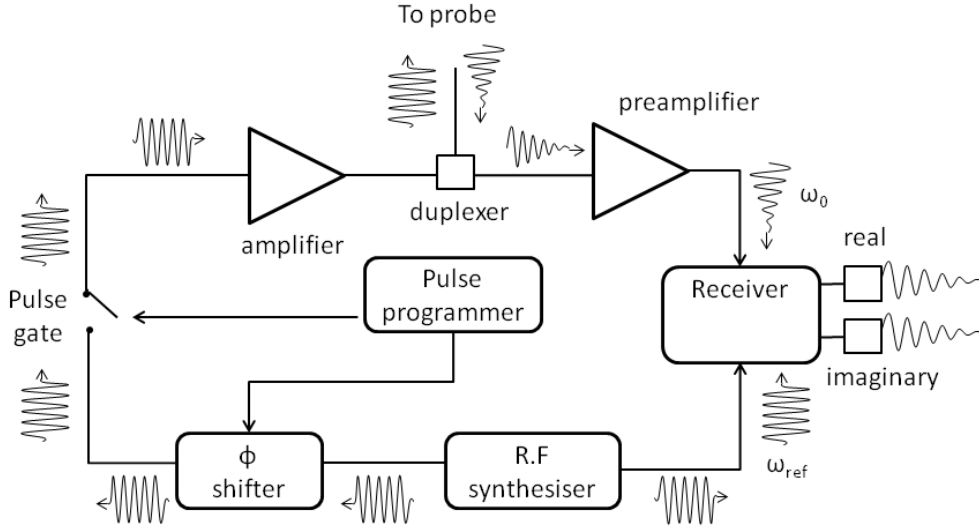 To probe
preamplifier
duplexer
amplifier
ω0
real
Pulse
programmer
Receiver
Pulse
gate
imaginary
ϕ
shifter
R.F
synthesiser
ωref